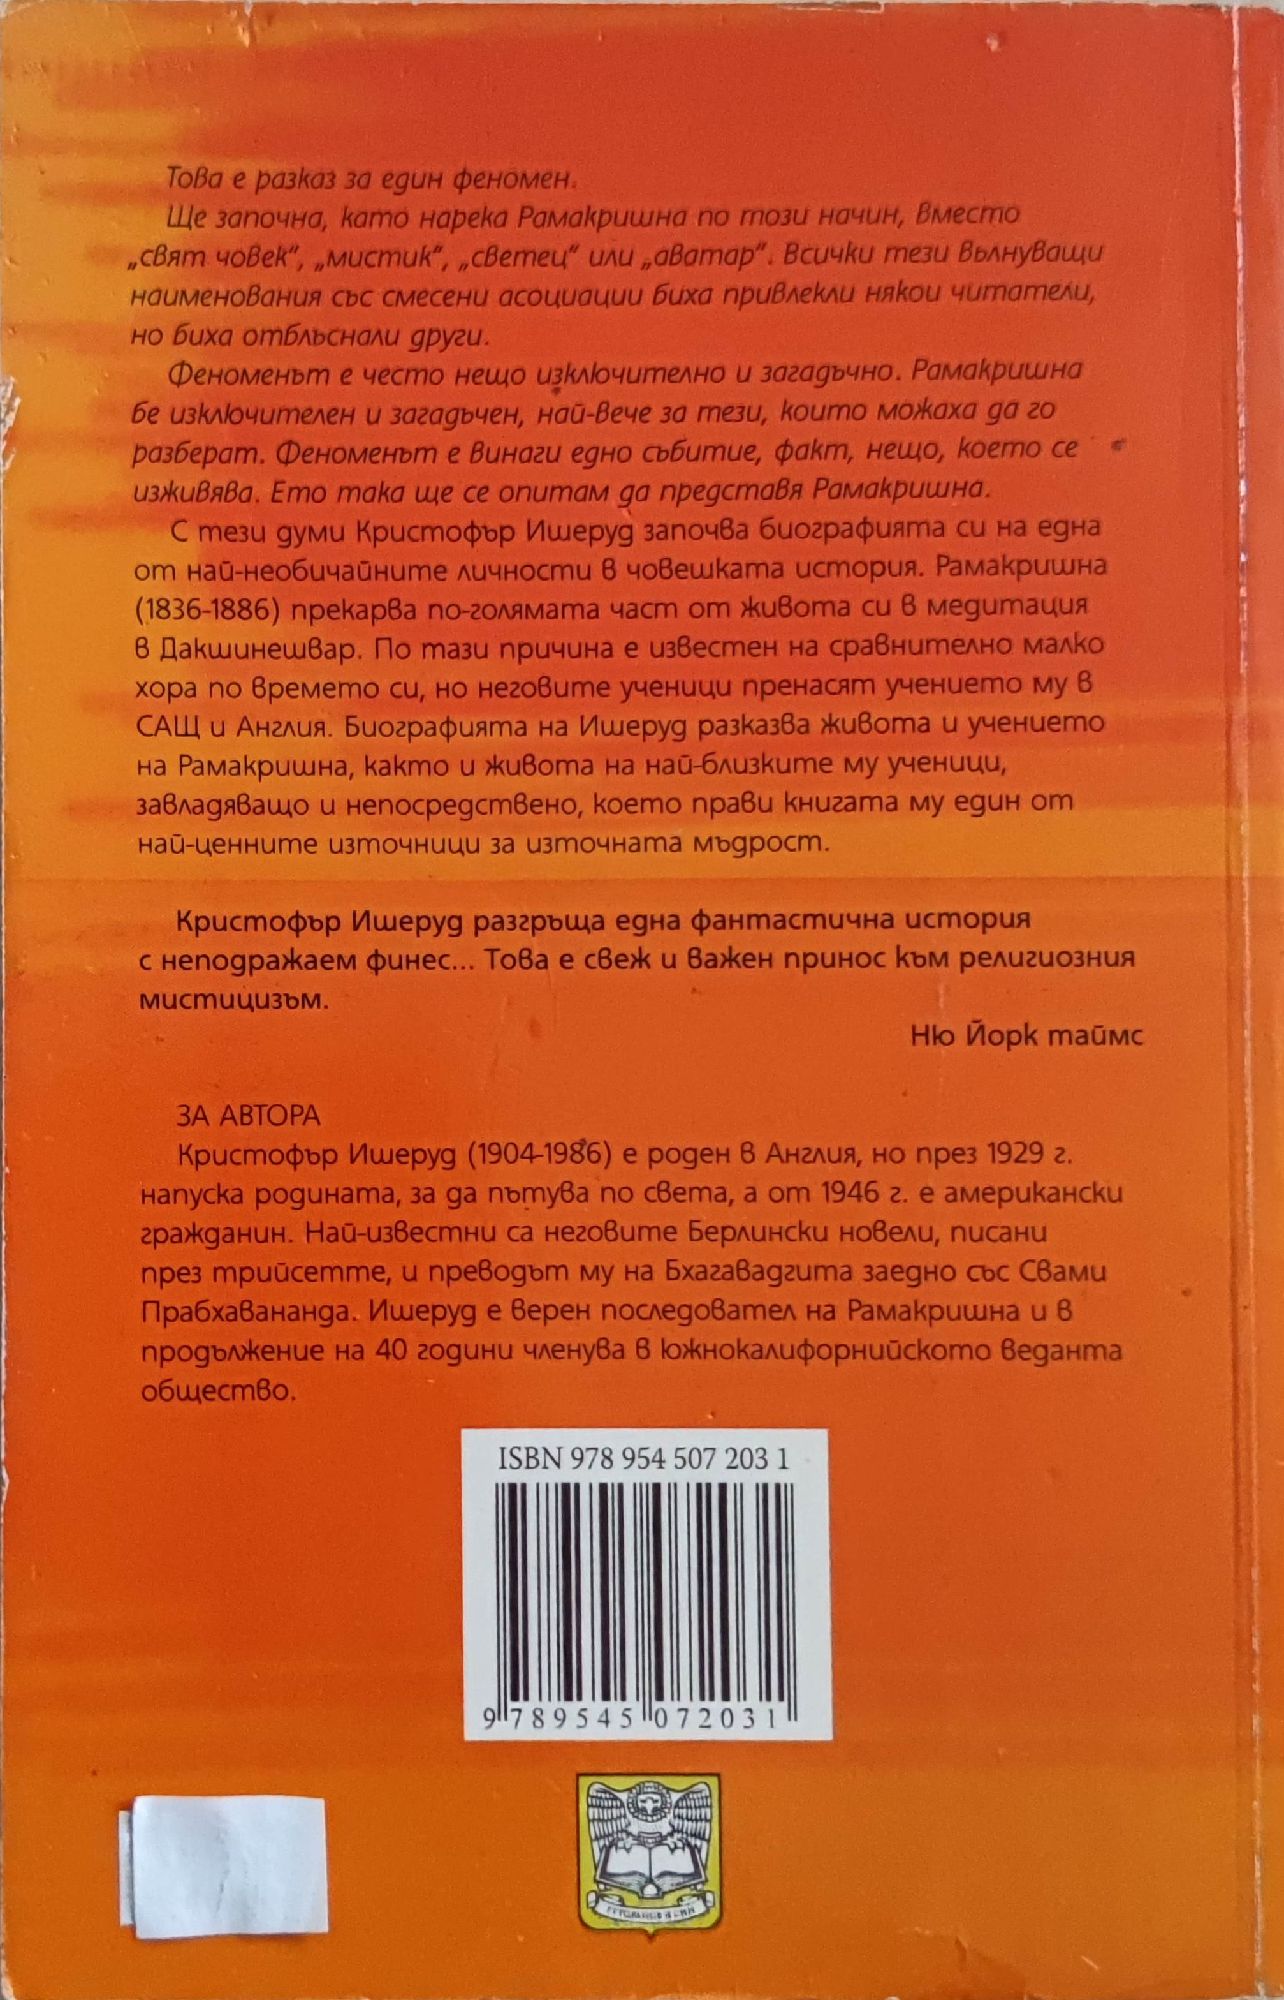 Това е разказ за един феномен.
Ще започна, като нарека Рамакришна по този начин, вместо
„свят човек“, „мистик“, „светец“ или „аватар“. Всички тези вълнуващи
наименования със смесени асоциации биха привлекли някои читатели,
но биха отблъснали други.
Феноменът е често нещо изключително и загадъчно. Рамакришна
бе изключителен и загадъчен, най-вече за тези, които можаха да го
разберат. Феноменът е винаги едно събитие, факт, нещо, което се
изживява. Ето така ще се опитам да представя Рамакришна.
С тези думи Кристофър Ишеруд започва биографията си на една
от най-необичайните личности в човешката история. Рамакришна
(1836-1886) прекарва по-голямата част от живота си в медитация
в Дакшинешвар. По тази причина е известен на сравнително малко
хора по времето си, но неговите ученици пренасят учението му в
САЩ и Англия. Биографията на Ишеруд разказва живота и учението
на Рамакришна, както и живота на най-близките му ученици,
завладяващо и непосредствено, което прави книгата му един от
най-ценните източници за източната мъдрост.
Кристофър Ишеруд разгръща една фантастична история
с неподражаем финес... Това е свеж и важен принос към религиозния
мистицизъм.
Ню Йорк таймс
ЗА АВТОРА
Кристофър Ишеруд (1904-1986) е роден в Англия, но през 1929 г.
напуска родината, за да пътува по света, а от 1946 г. е американски
гражданин. Най-известни са неговите Берлински новели, писани
през трийсетте, и преводът му на Бхагавадгита заедно със Свами
Прабхавананда. Ишеруд е верен последовател на Рамакришна и в
продължение на 40 години членува в южнокалифорнийското веданта
общество.
ISBN 978 954 507 203 1
9 789545 072031